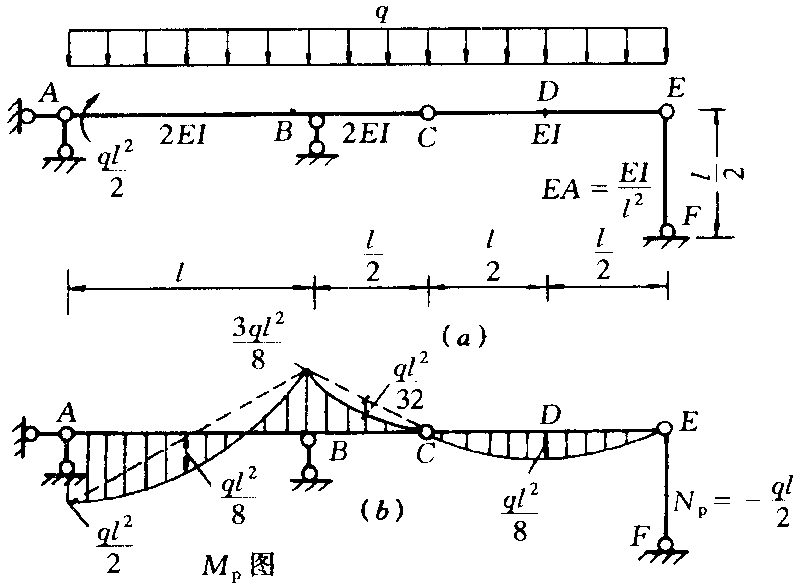 q
A
B
C
D
E
2EI
2EI
EI
ql²/2
EA = EI/l²
l/2
F
l
l/2
l/2
l/2
(a)
3ql²/8
ql²/32
A
B
C
D
E
ql²/2
ql²/8
ql²/8
(b)
Nₚ = - ql/2
F
Mₚ 图